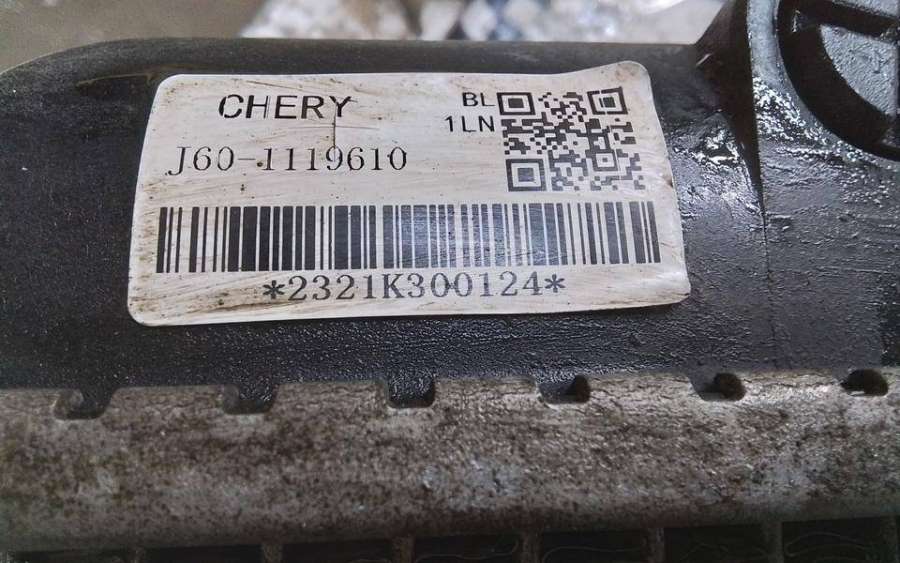 CHERY
BL
1LN
J60-1119610
*2321K300124*